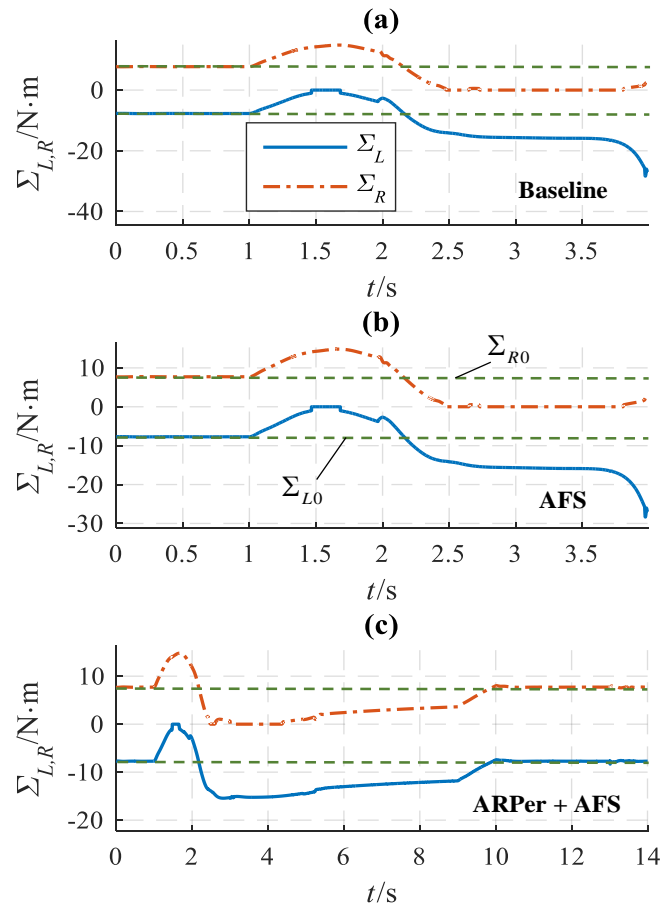 (a)
Σ_{L,R}/N·m
0
-20
-40
Σ_L
Σ_R
Baseline
0 0.5 1 1.5 2 2.5 3 3.5
t/s
(b)
Σ_{L,R}/N·m
10
0
-10
-20
-30
Σ_{R0}
Σ_{L0}
AFS
0 0.5 1 1.5 2 2.5 3 3.5
t/s
(c)
Σ_{L,R}/N·m
10
0
-10
-20
ARPer + AFS
0 2 4 6 8 10 12 14
t/s